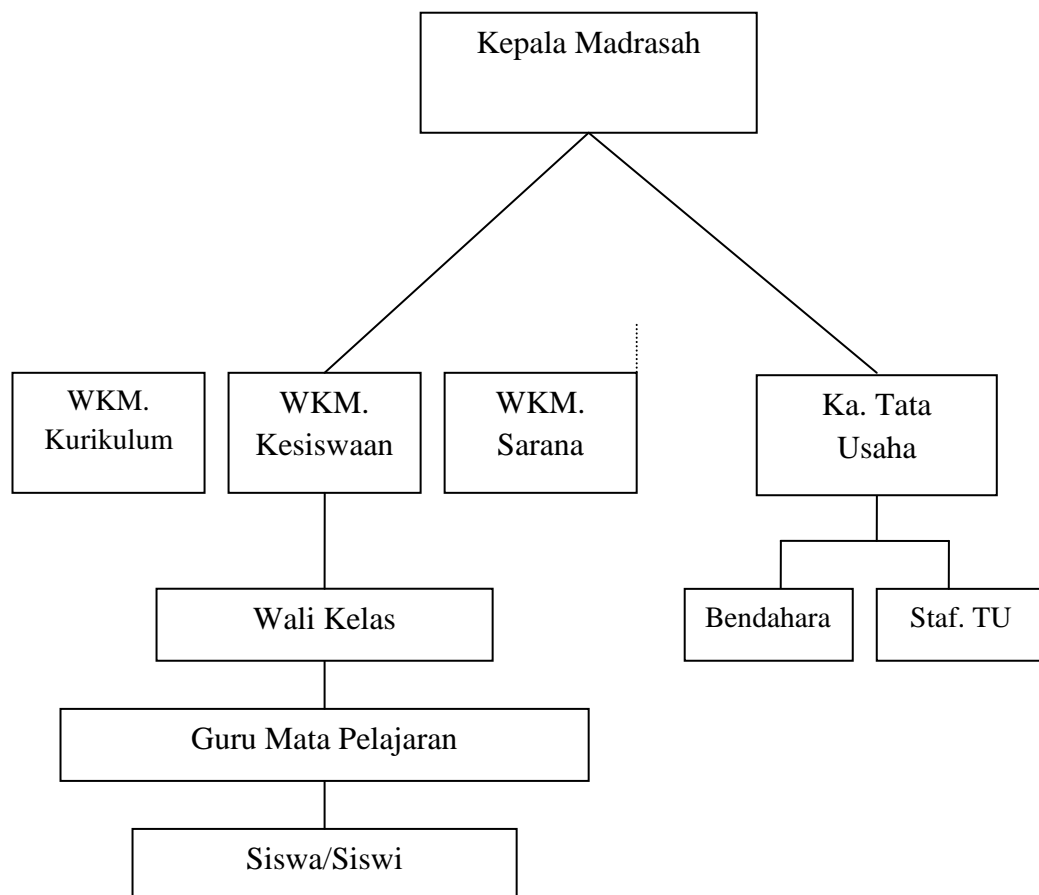 Kepala Madrasah
WKM.
Kurikulum
WKM.
Kesiswaan
WKM.
Sarana
Ka. Tata
Usaha
Wali Kelas
Bendahara
Staf. TU
Guru Mata Pelajaran
Siswa/Siswi